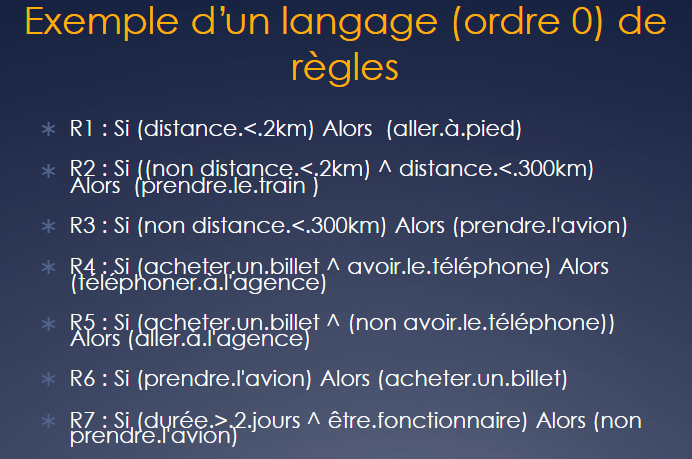 Exemple d'un langage (ordre 0) de
règles
R1 : Si (distance.<.2km) Alors (aller.à.pied)
R2 : Si ((non distance.<.2km) ^ distance.<.300km)
Alors (prendre.le.train )
R3 : Si (non distance.<.300km) Alors (prendre.l'avion)
R4 : Si (acheter.un.billet ^ avoir.le.téléphone) Alors
(téléphoner.à.l'agence)
R5 : Si (acheter.un.billet ^ (non avoir.le.téléphone))
Alors (aller.à.l'agence)
R6 : Si (prendre.l'avion) Alors (acheter.un.billet)
R7 : Si (durée.>.2.jours ^ être.fonctionnaire) Alors (non
prendre.l'avion)